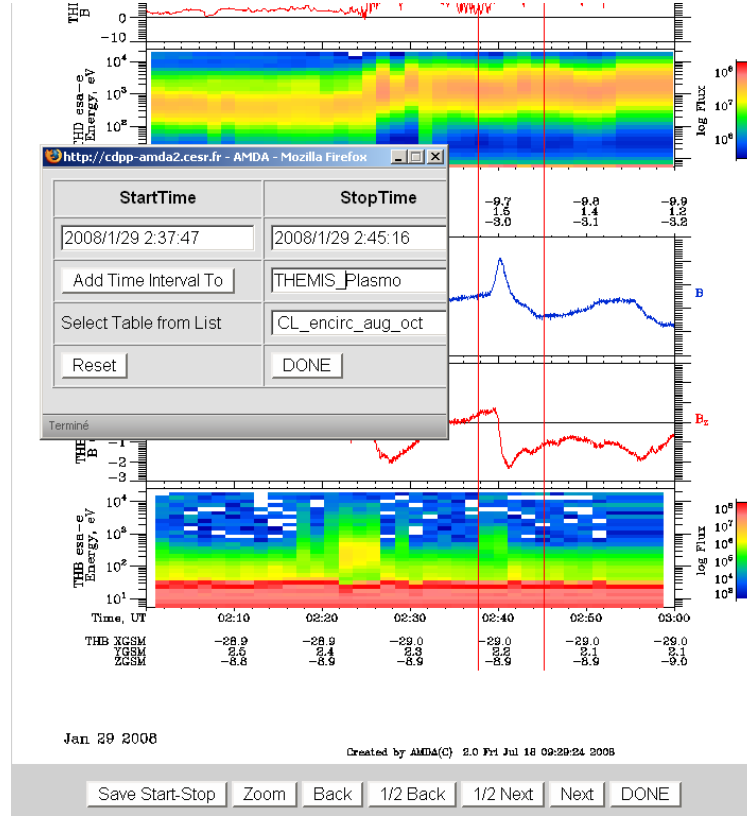 THD
B
0
-10
THD esa-e
Energy, eV
10⁴
10³
10²
log Flux
10⁸
10⁷
10⁶
http://cdpp-amda2.cesr.fr - AMDA - Mozilla Firefox
StartTime StopTime
2008/1/29 2:37:47 2008/1/29 2:45:16
Add Time Interval To THEMIS_Plasmo
Select Table from List CL_encirc_aug_oct
Reset DONE
Terminé
-9.7 -9.8 -9.9
1.5 1.4 1.2
-3.0 -3.1 -3.2
B
Bz
THB
B
-1
-2
-3
THB esa-e
Energy, eV
10⁴
10³
10²
10¹
log Flux
10⁸
10⁷
10⁶
10⁵
10⁴
10³
Time, UT 02:10 02:20 02:30 02:40 02:50 03:00
THB XGSM -28.9 -28.9 -29.0 -29.0 -29.0 -29.0
YGSM 2.5 2.4 2.3 2.2 2.1 2.1
ZGSM -8.8 -8.9 -8.9 -8.9 -8.9 -9.0
Jan 29 2008
Created by AMDA(C) 2.0 Fri Jul 18 09:29:24 2008
Save Start-Stop Zoom Back 1/2 Back 1/2 Next Next DONE